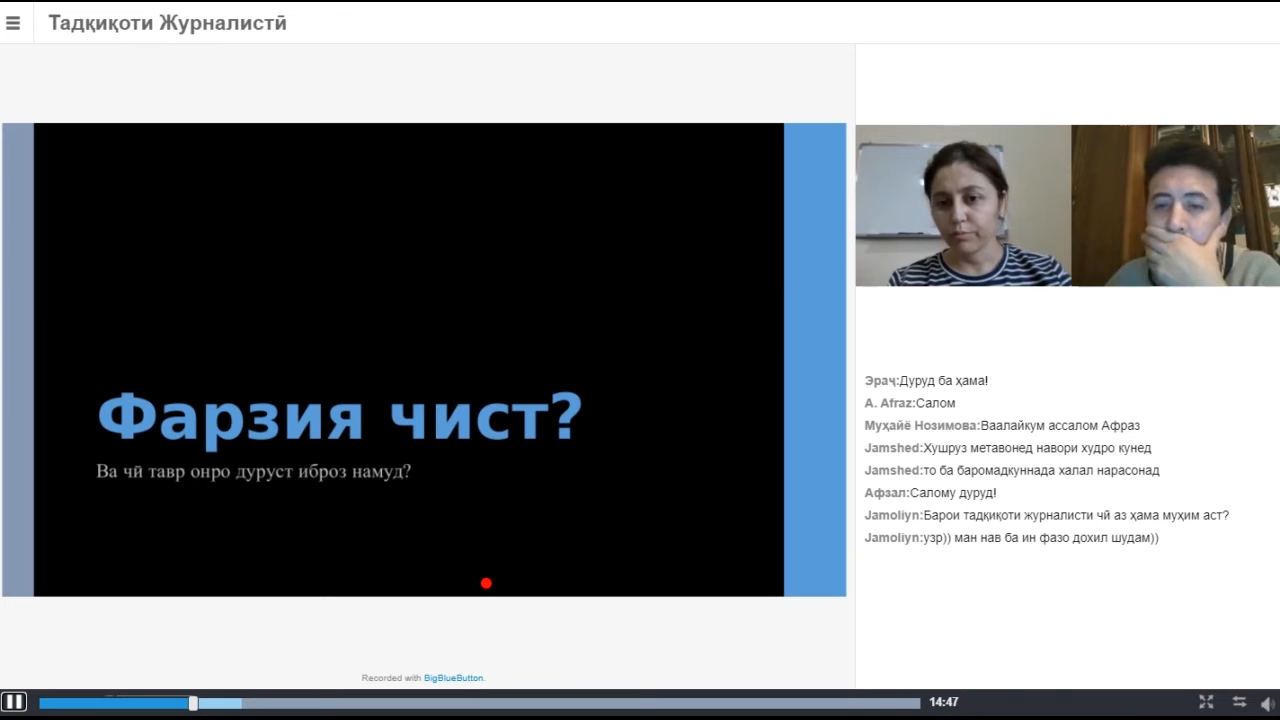 Тадқиқоти Журналистӣ
Фарзия чист?
Ва чӣ тавр онро дуруст иброз намуд?
Эраҷ:Дуруд ба ҳама!
A. Afraz:Салом
Муҳайё Нозимова:Ваалайкум ассалом Афраз
Jamshed:Хушруз метавонед навори худро кунед
Jamshed:то ба баромадкуннада халал нарасонад
Афзал:Салому дуруд!
Jamoliyn:Барои тадқиқоти журналисти чӣ аз ҳама муҳим аст?
Jamoliyn:узр)) ман нав ба ин фазо дохил шудам))
Recorded with BigBlueButton.
14:47